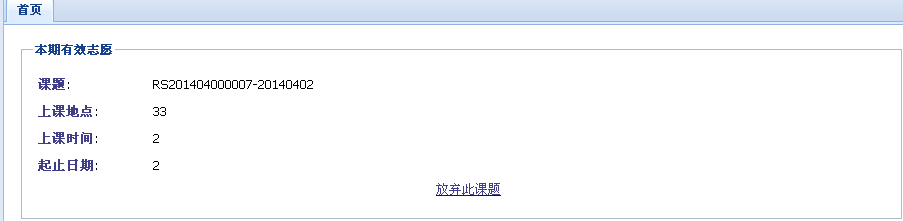 首页
本期有效志愿
课题: RS201404000007-20140402
上课地点: 33
上课时间: 2
起止日期: 2
放弃此课题